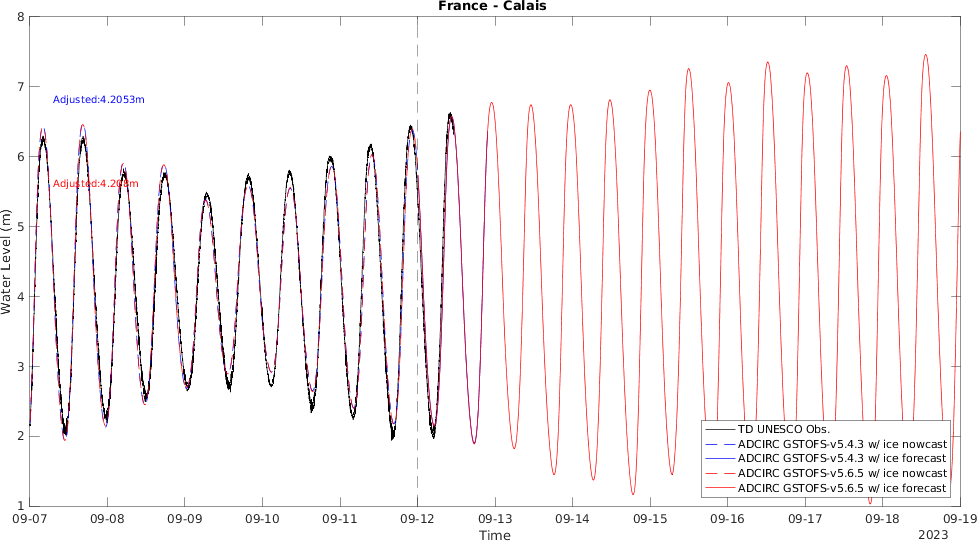 France - Calais
8
7
6
5
4
3
2
1
Water Level (m)
Adjusted:4.2053m
Adjusted:4.208m
TD UNESCO Obs.
ADCIRC GSTOFS-v5.4.3 w/ ice nowcast
ADCIRC GSTOFS-v5.4.3 w/ ice forecast
ADCIRC GSTOFS-v5.6.5 w/ ice nowcast
ADCIRC GSTOFS-v5.6.5 w/ ice forecast
09-07 09-08 09-09 09-10 09-11 09-12 09-13 09-14 09-15 09-16 09-17 09-18 09-19
Time
2023